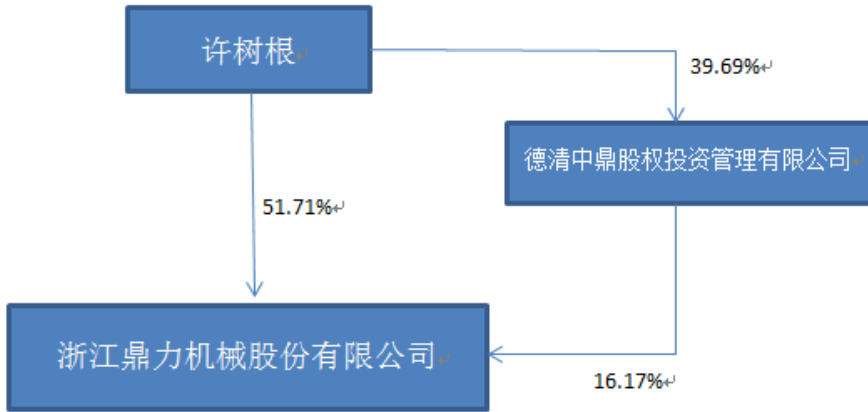 许树根
39.69%
德清中鼎股权投资管理有限公司
51.71%
浙江鼎力机械股份有限公司
16.17%